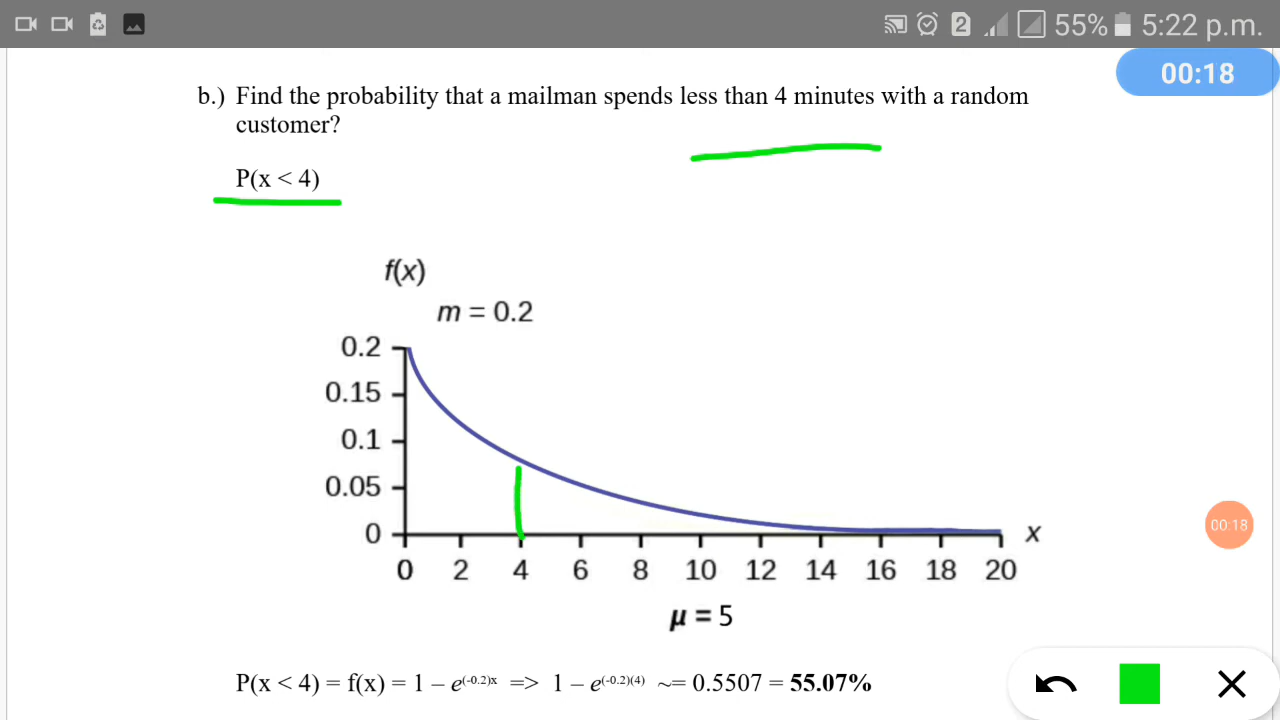 2 55% 5:22 p.m.
00:18
b.) Find the probability that a mailman spends less than 4 minutes with a random
customer?
P(x < 4)
f(x)
m = 0.2
0.2
0.15
0.1
0.05
0
x
0 2 4 6 8 10 12 14 16 18 20
00:18
μ = 5
P(x < 4) = f(x) = 1 – e(-0.2)x => 1 – e(-0.2)(4) ~= 0.5507 = 55.07%